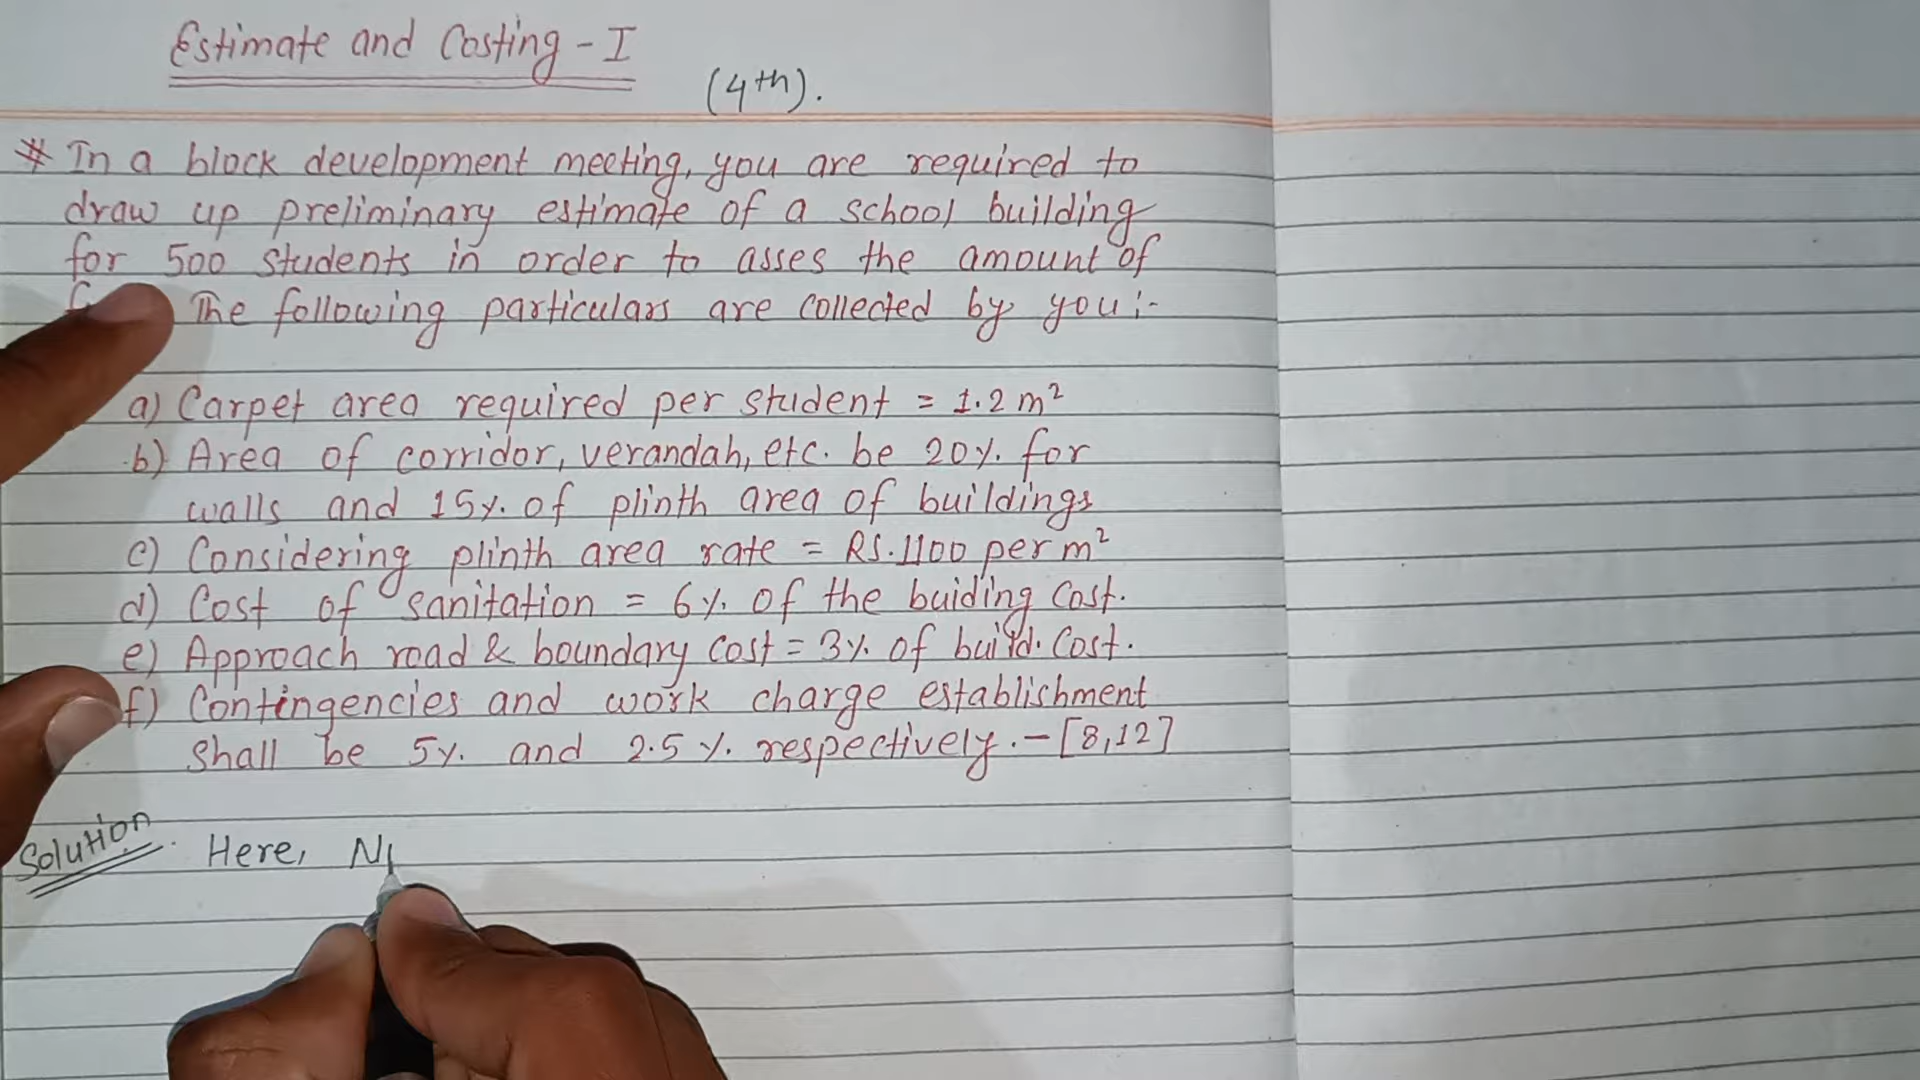 Estimate and Costing - I
(4th).
* In a block development meeting, you are required to
draw up preliminary estimate of a school building
for 500 students in order to asses the amount of
The following particulars are collected by you :-
a) Carpet area required per student = 1.2 m²
b) Area of corridor, verandah, etc. be 20%. for
walls and 15%. of plinth area of buildings
c) Considering plinth area rate = RS. 1100 per m²
d) Cost of sanitation = 6%. of the buiding Cost.
e) Approach road & boundary Cost = 3%. of build. Cost.
f) Contingencies and work charge establishment
shall be 5%. and 2.5%. respectively. - [8,12]
Solution. Here, N